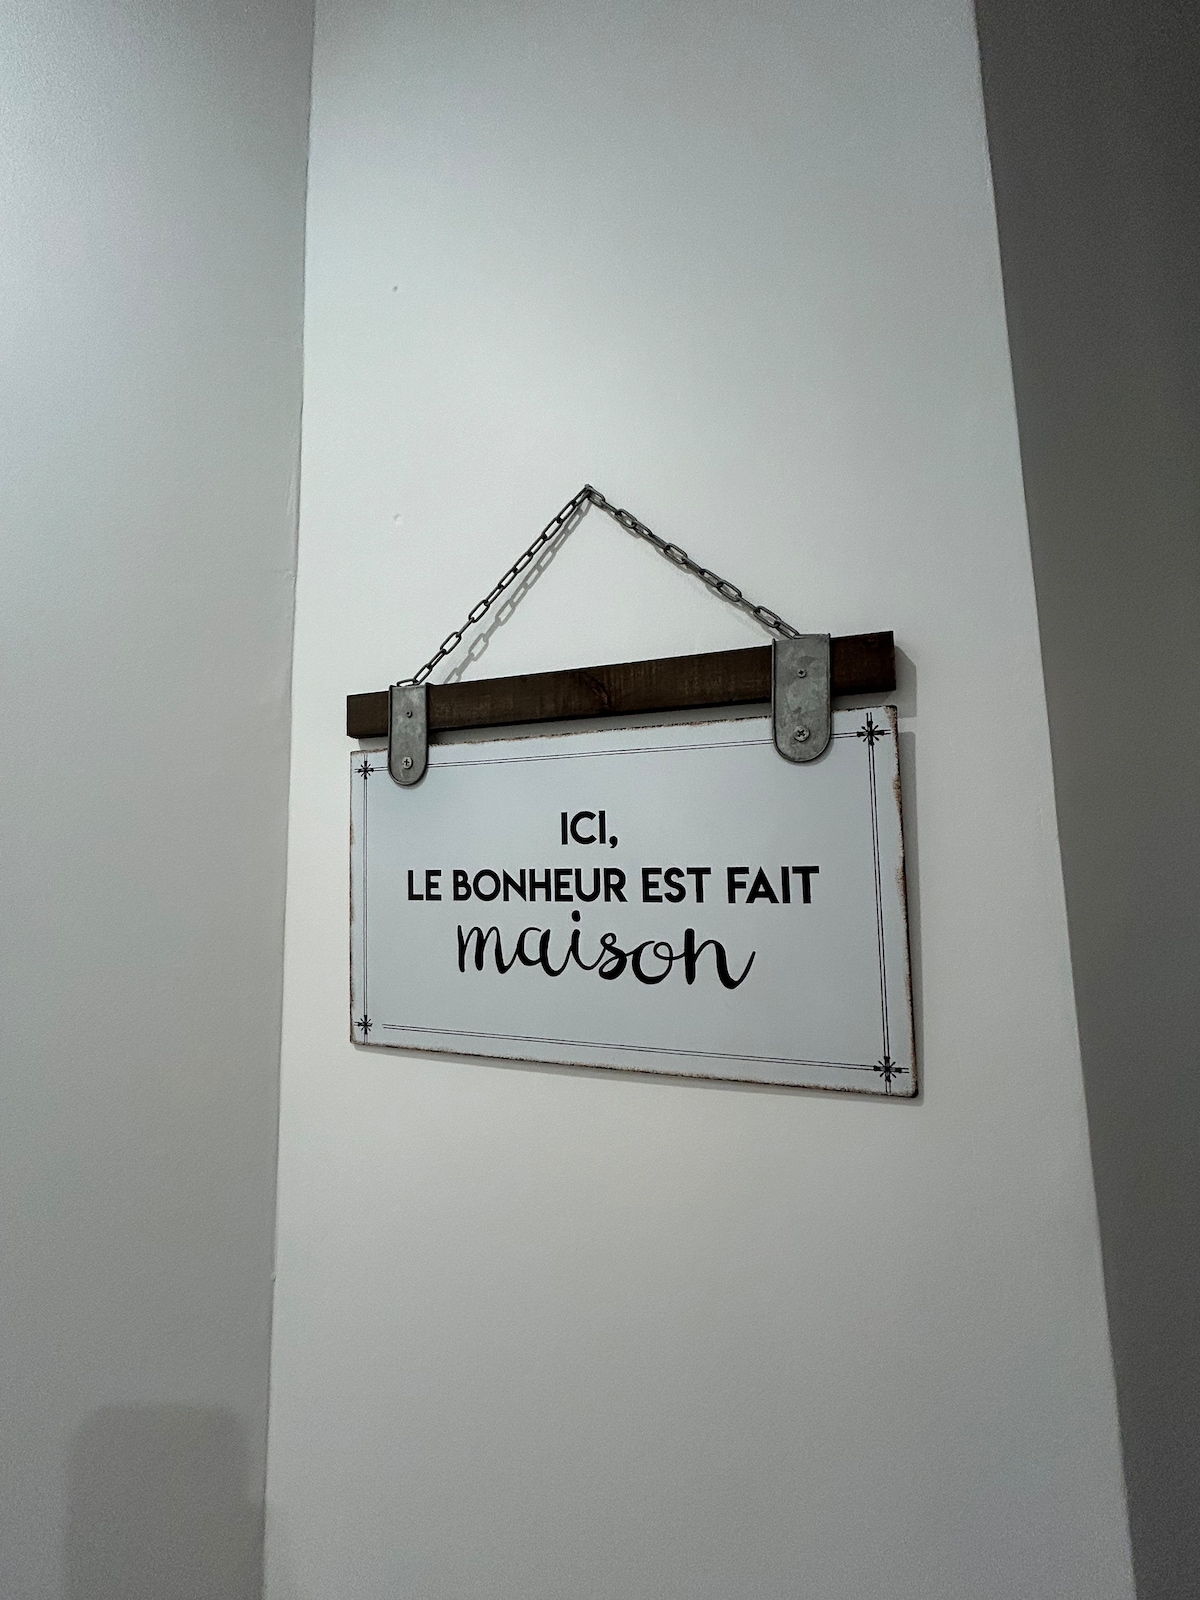 ICI,
LE BONHEUR EST FAIT
maison